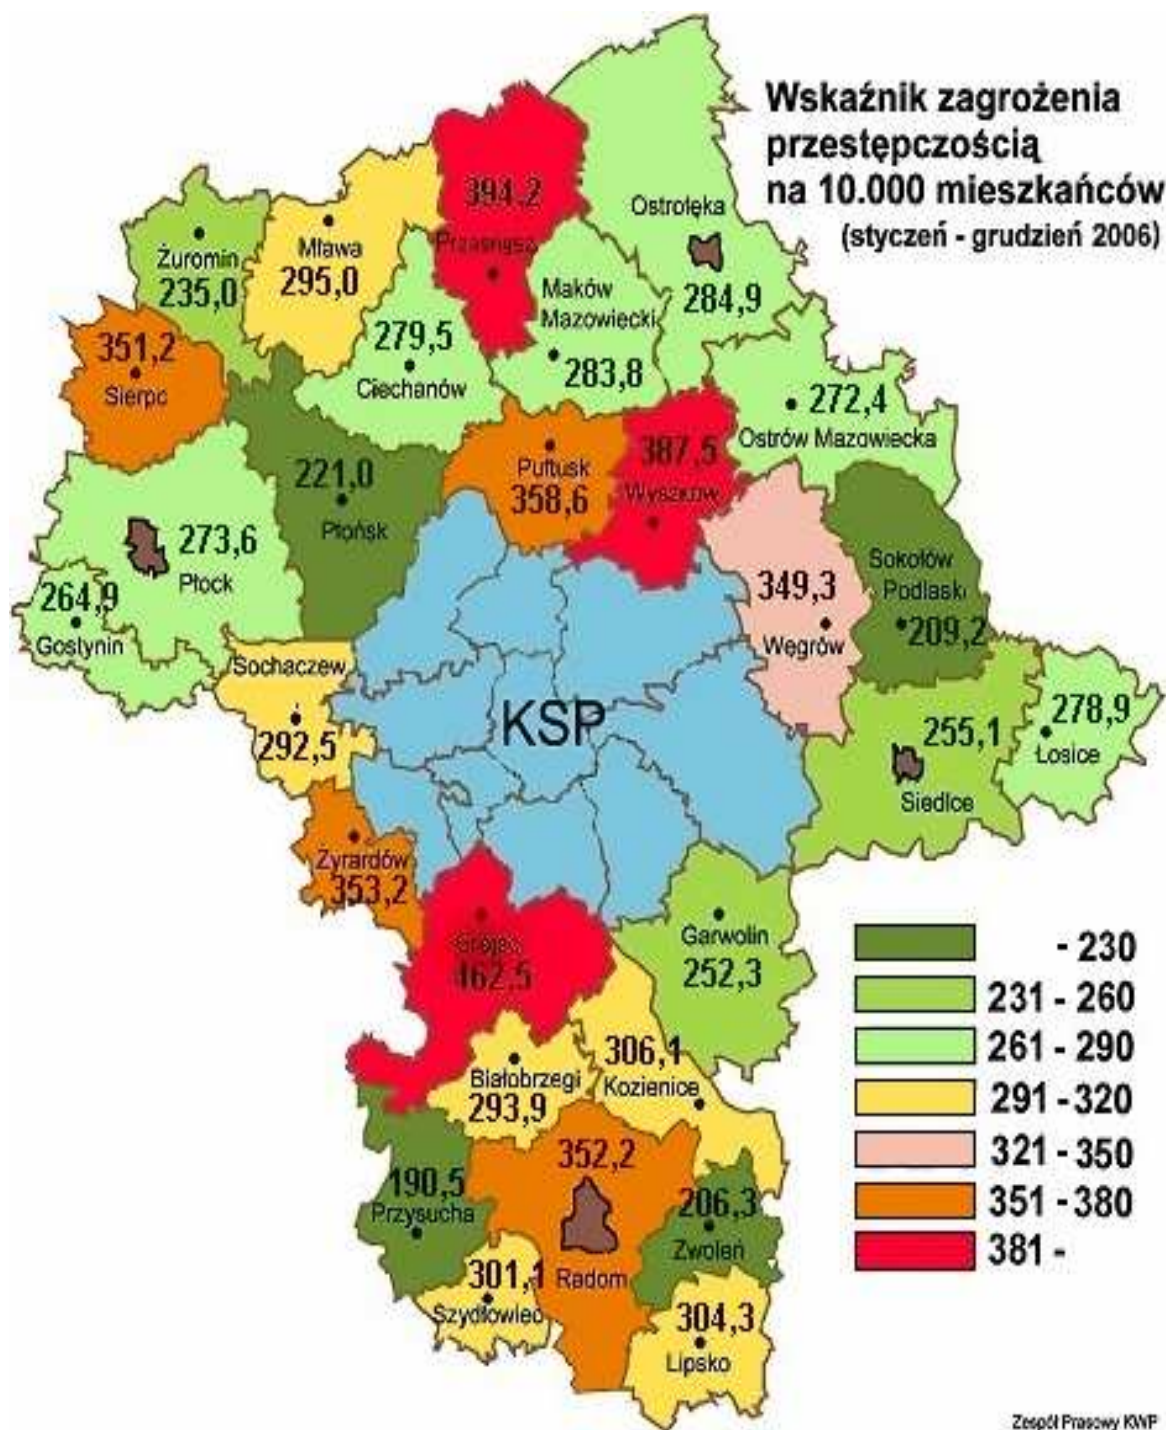 Wskaźnik zagrożenia
przestępczością
na 10.000 mieszkańców
(styczeń - grudzień 2006)
394,2
Przasnysz
Ostrołęka
284,9
Żuromin
235,0
Mława
295,0
Maków
Mazowiecki
283,8
279,5
Ciechanów
351,2
Sierpc
272,4
Ostrów Mazowiecka
Pułtusk
358,6
387,5
Wyszków
221,0
Płońsk
273,6
Płock
264,9
Gostynin
349,3
Węgrów
Sokołów
Podlaski
209,2
Sochaczew
292,5
KSP
255,1
Siedlce
278,9
Łosice
Żyrardów
353,2
Grójec
462,5
Garwolin
252,3
306,1
Kozienice
Białobrzegi
293,9
352,2
Radom
190,5
Przysucha
206,3
Zwoleń
301,1
Szydłowiec
304,3
Lipsko
- 230
231 - 260
261 - 290
291 - 320
321 - 350
351 - 380
381 -
Zespół Prasowy KWP